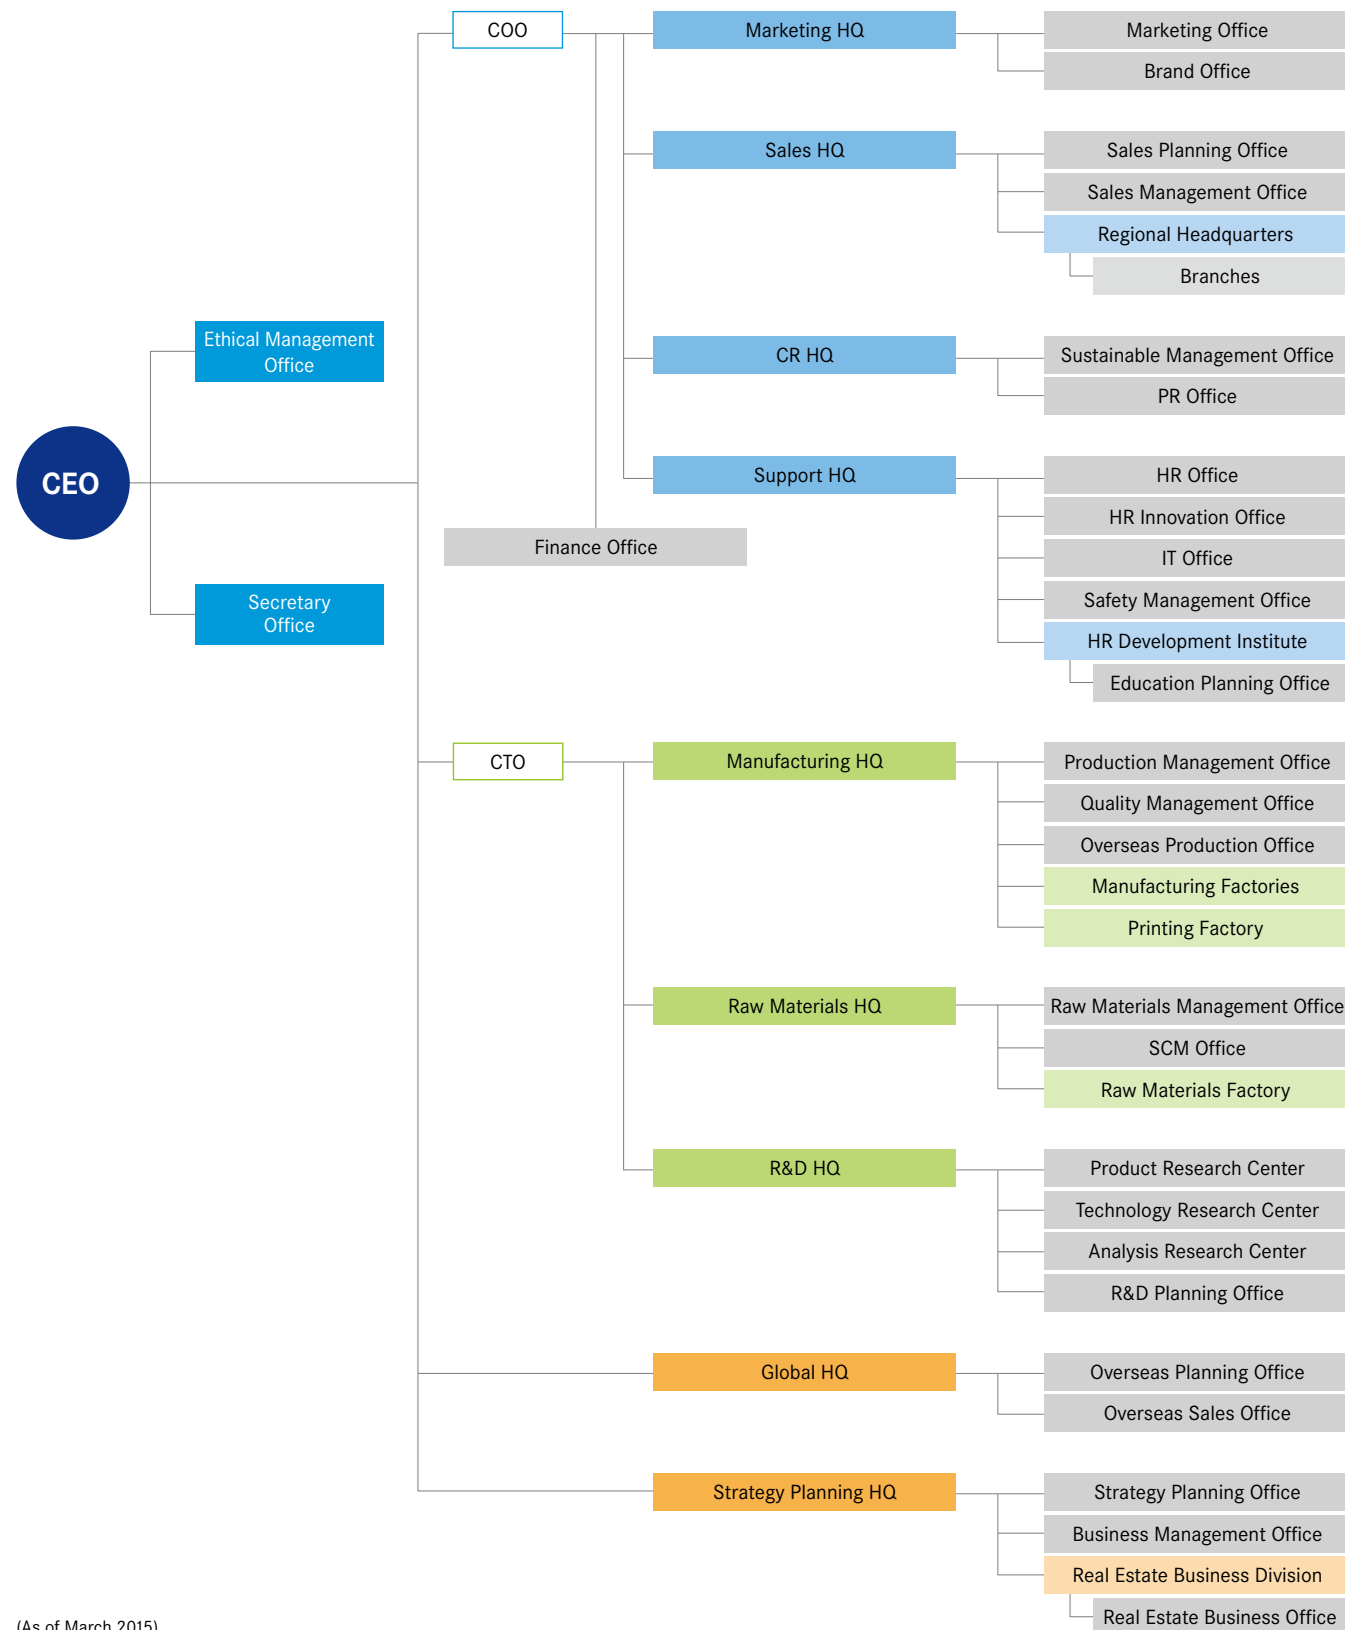 COO
Marketing HQ
Marketing Office
Brand Office
Sales HQ
Sales Planning Office
Sales Management Office
Regional Headquarters
Branches
Ethical Management
Office
CR HQ
Sustainable Management Office
PR Office
CEO
Support HQ
HR Office
HR Innovation Office
Finance Office
IT Office
Secretary
Office
Safety Management Office
HR Development Institute
Education Planning Office
CTO
Manufacturing HQ
Production Management Office
Quality Management Office
Overseas Production Office
Manufacturing Factories
Printing Factory
Raw Materials HQ
Raw Materials Management Office
SCM Office
Raw Materials Factory
R&D HQ
Product Research Center
Technology Research Center
Analysis Research Center
R&D Planning Office
Global HQ
Overseas Planning Office
Overseas Sales Office
Strategy Planning HQ
Strategy Planning Office
Business Management Office
Real Estate Business Division
Real Estate Business Office
(As of March 2015)